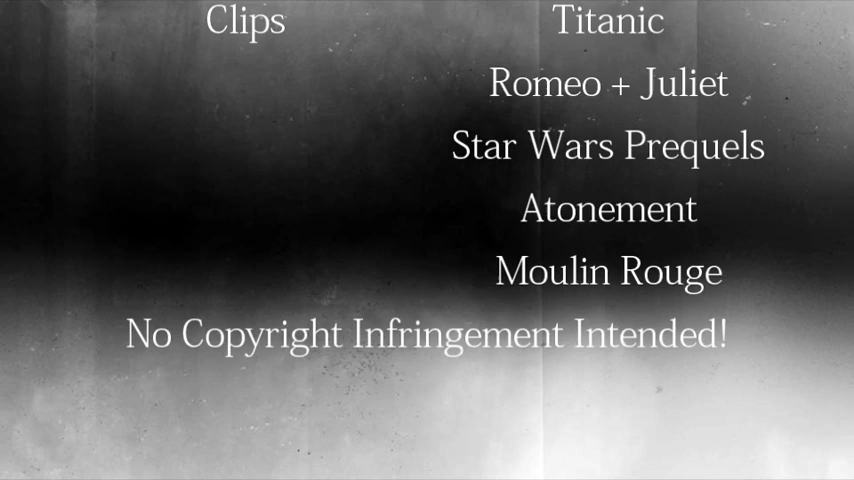 Clips Titanic
Romeo + Juliet
Star Wars Prequels
Atonement
Moulin Rouge
No Copyright Infringement Intended!